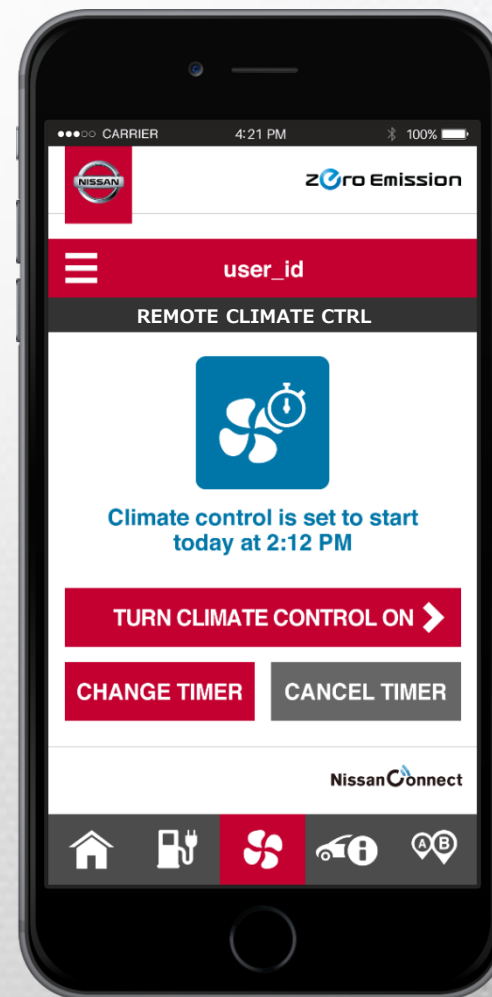 CARRIER 4:21 PM 100%
NISSAN zero Emission
user_id
REMOTE CLIMATE CTRL
Climate control is set to start
today at 2:12 PM
TURN CLIMATE CONTROL ON
CHANGE TIMER CANCEL TIMER
NissanConnect
A B